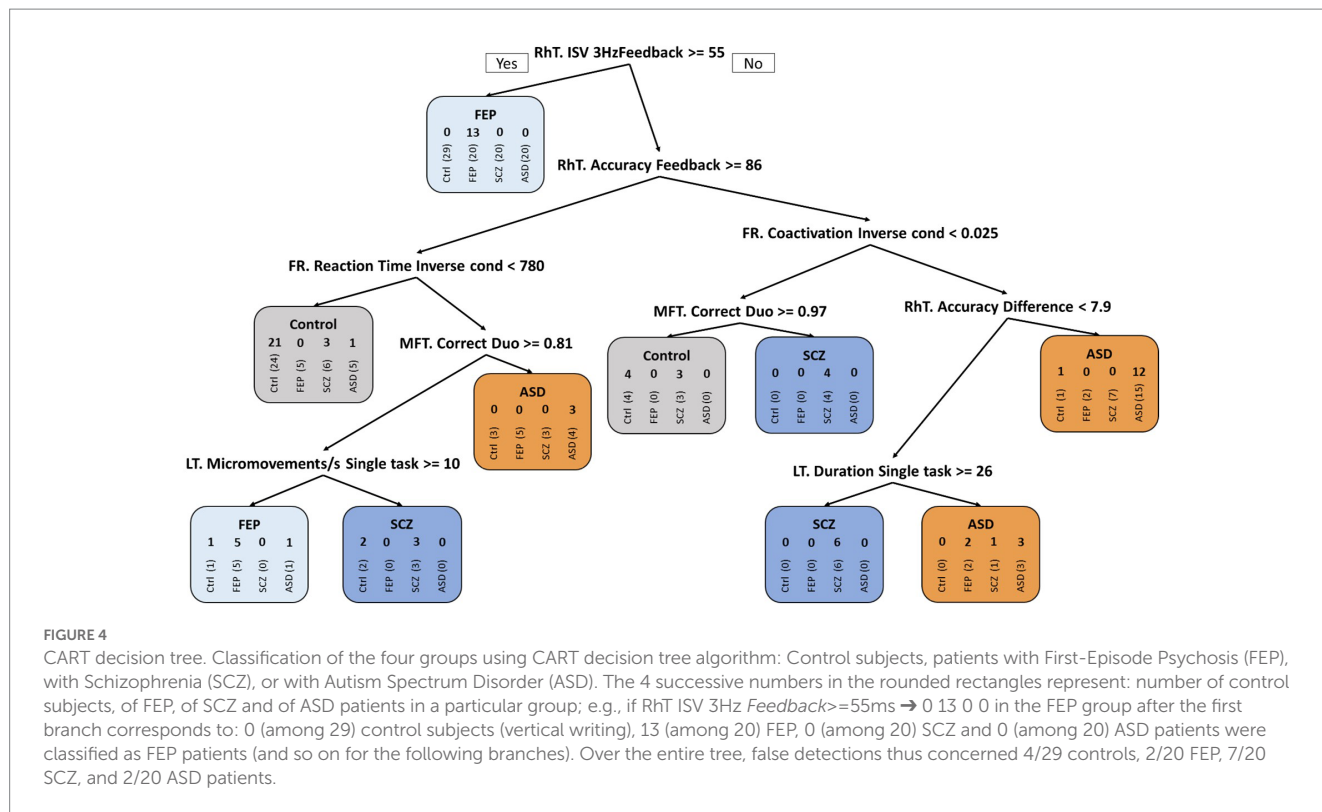 RhT. ISV 3HzFeedback >= 55
Yes
No
FEP
0 13 0 0
Ctrl (29) FEP (20) SCZ (20) ASD (20)
RhT. Accuracy Feedback >= 86
FR. Coactivation Inverse cond < 0.025
FR. Reaction Time Inverse cond < 780
RhT. Accuracy Difference < 7.9
MFT. Correct Duo >= 0.97
Control
21 0 3 1
Ctrl (24) FEP (5) SCZ (6) ASD (5)
MFT. Correct Duo >= 0.81
Control
4 0 3 0
Ctrl (4) FEP (0) SCZ (3) ASD (0)
SCZ
0 0 4 0
Ctrl (0) FEP (0) SCZ (4) ASD (0)
ASD
1 0 0 12
Ctrl (1) FEP (2) SCZ (7) ASD (15)
ASD
0 0 0 3
Ctrl (3) FEP (5) SCZ (3) ASD (4)
LT. Micromovements/s Single task >= 10
LT. Duration Single task >= 26
FEP
1 5 0 1
Ctrl (1) FEP (5) SCZ (0) ASD (1)
SCZ
2 0 3 0
Ctrl (2) FEP (0) SCZ (3) ASD (0)
SCZ
0 0 6 0
Ctrl (0) FEP (0) SCZ (6) ASD (0)
ASD
0 2 1 3
Ctrl (0) FEP (2) SCZ (1) ASD (3)
FIGURE 4
CART decision tree. Classification of the four groups using CART decision tree algorithm: Control subjects, patients with First-Episode Psychosis (FEP),
with Schizophrenia (SCZ), or with Autism Spectrum Disorder (ASD). The 4 successive numbers in the rounded rectangles represent: number of control
subjects, of FEP, of SCZ and of ASD patients in a particular group; e.g., if RhT ISV 3Hz Feedback>=55ms ➔ 0 13 0 0 in the FEP group after the first
branch corresponds to: 0 (among 29) control subjects (vertical writing), 13 (among 20) FEP, 0 (among 20) SCZ and 0 (among 20) ASD patients were
classified as FEP patients (and so on for the following branches). Over the entire tree, false detections thus concerned 4/29 controls, 2/20 FEP, 7/20
SCZ, and 2/20 ASD patients.